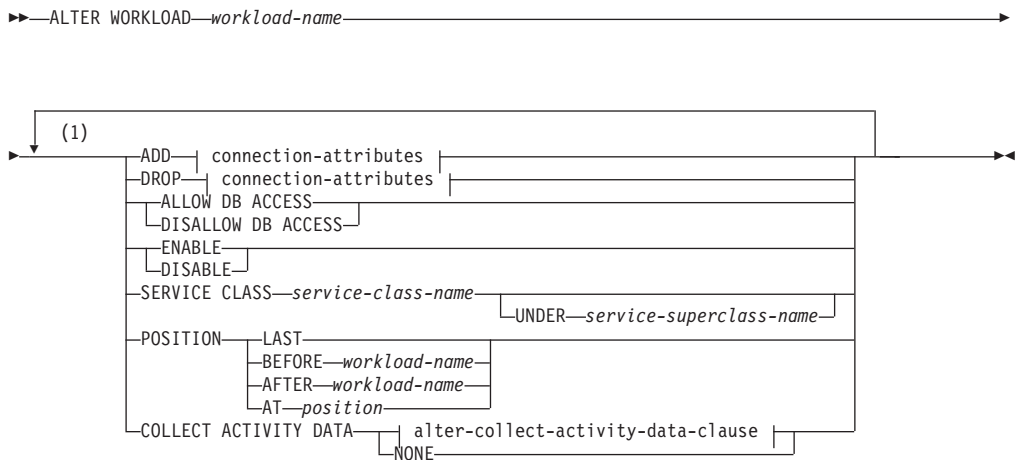 ALTER WORKLOAD workload-name
(1)
ADD connection-attributes
DROP connection-attributes
ALLOW DB ACCESS
DISALLOW DB ACCESS
ENABLE
DISABLE
SERVICE CLASS service-class-name
UNDER service-superclass-name
POSITION LAST
BEFORE workload-name
AFTER workload-name
AT position
COLLECT ACTIVITY DATA alter-collect-activity-data-clause
NONE